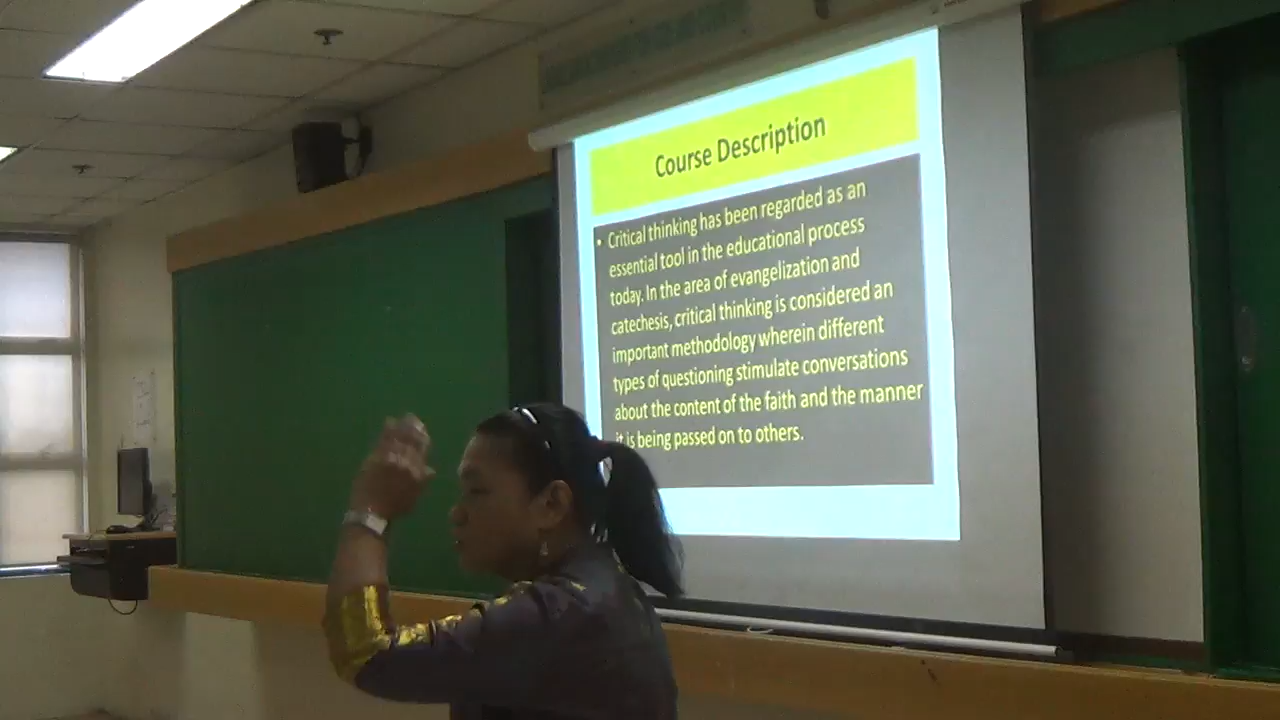 Course Description
• Critical thinking has been regarded as an
essential tool in the educational process
today. In the area of evangelization and
catechesis, critical thinking is considered an
important methodology wherein different
types of questioning stimulate conversations
about the content of the faith and the manner
it is being passed on to others.